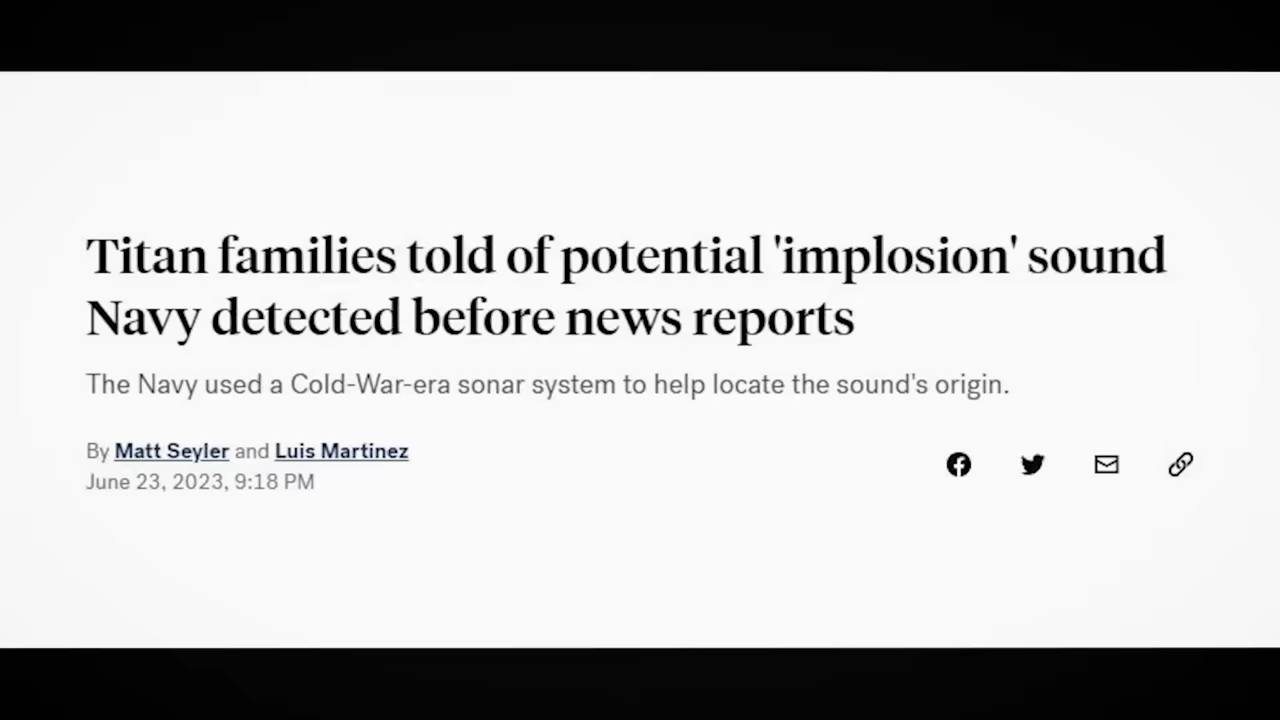 Titan families told of potential 'implosion' sound
Navy detected before news reports
The Navy used a Cold-War-era sonar system to help locate the sound's origin.
By Matt Seyler and Luis Martinez
June 23, 2023, 9:18 PM